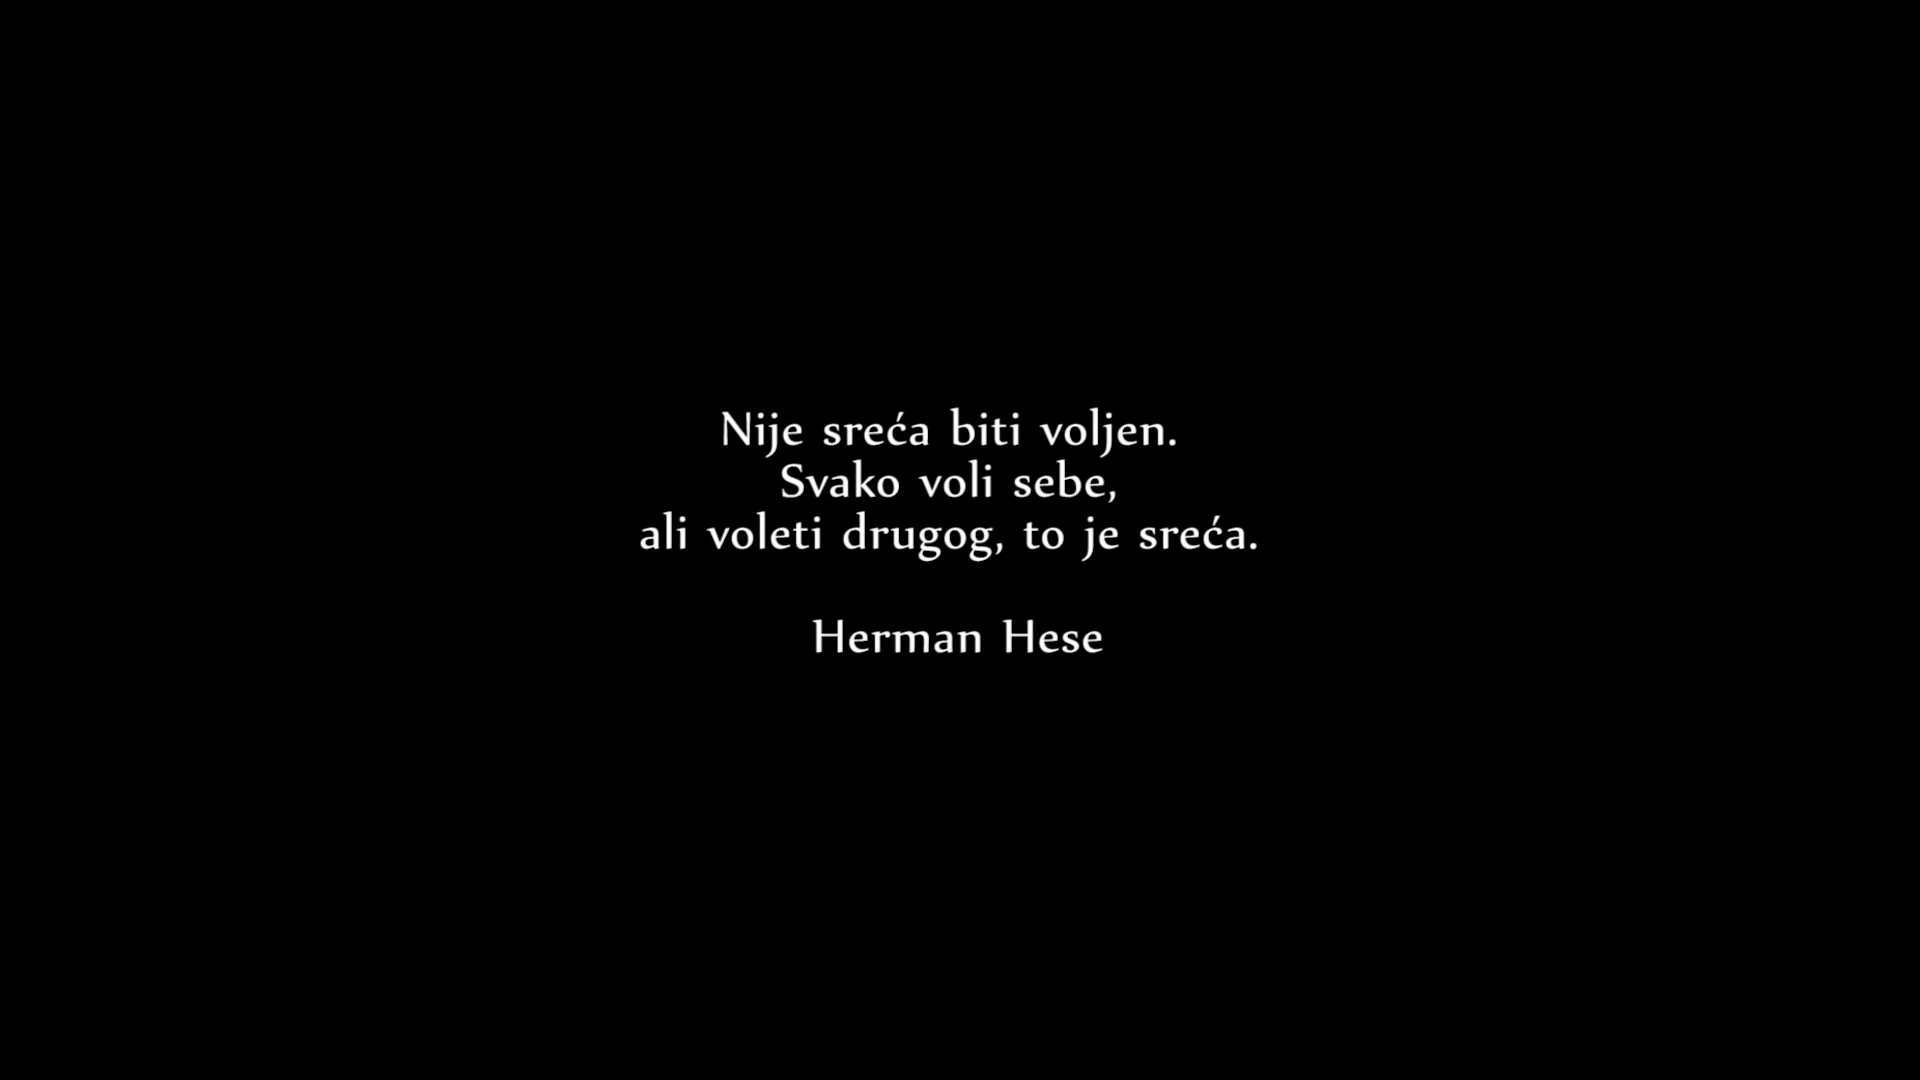 Nije sreća biti voljen.
Svako voli sebe,
ali voleti drugog, to je sreća.
Herman Hese